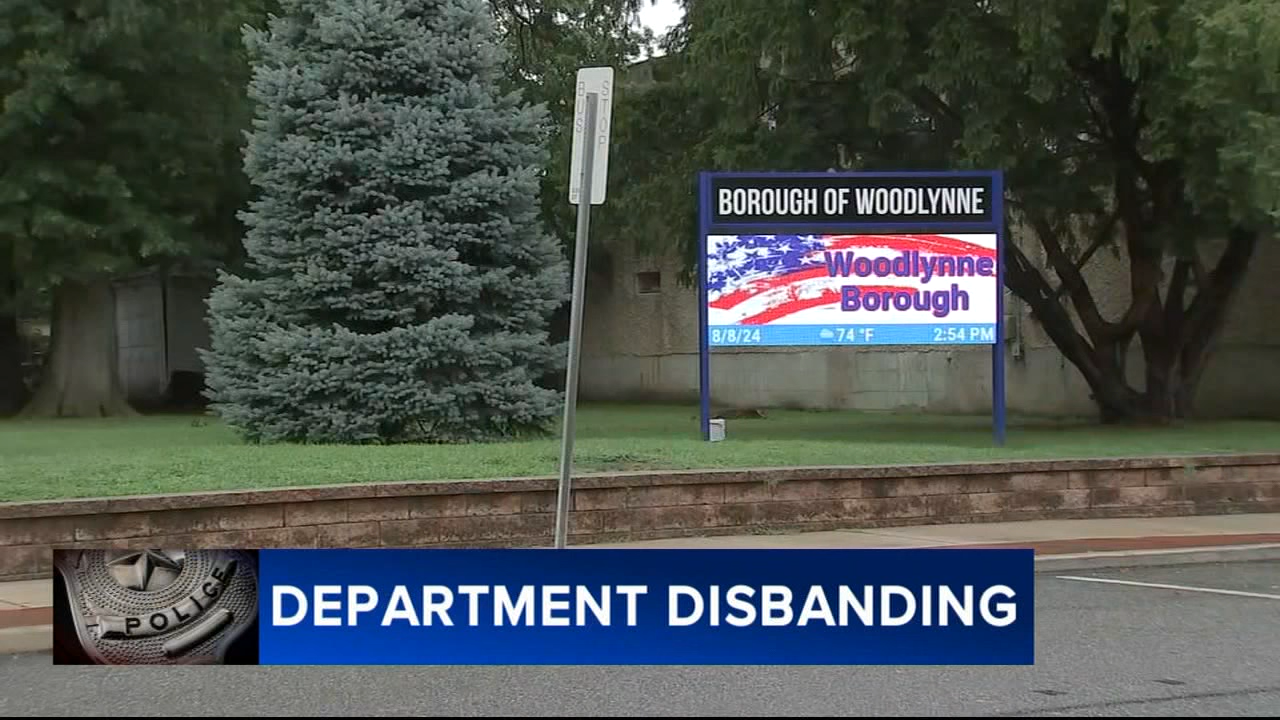 BUS STOP
BOROUGH OF WOODLYNNE
Woodlynne
Borough
8/8/24 74 °F 2:54 PM
POLICE
DEPARTMENT DISBANDING